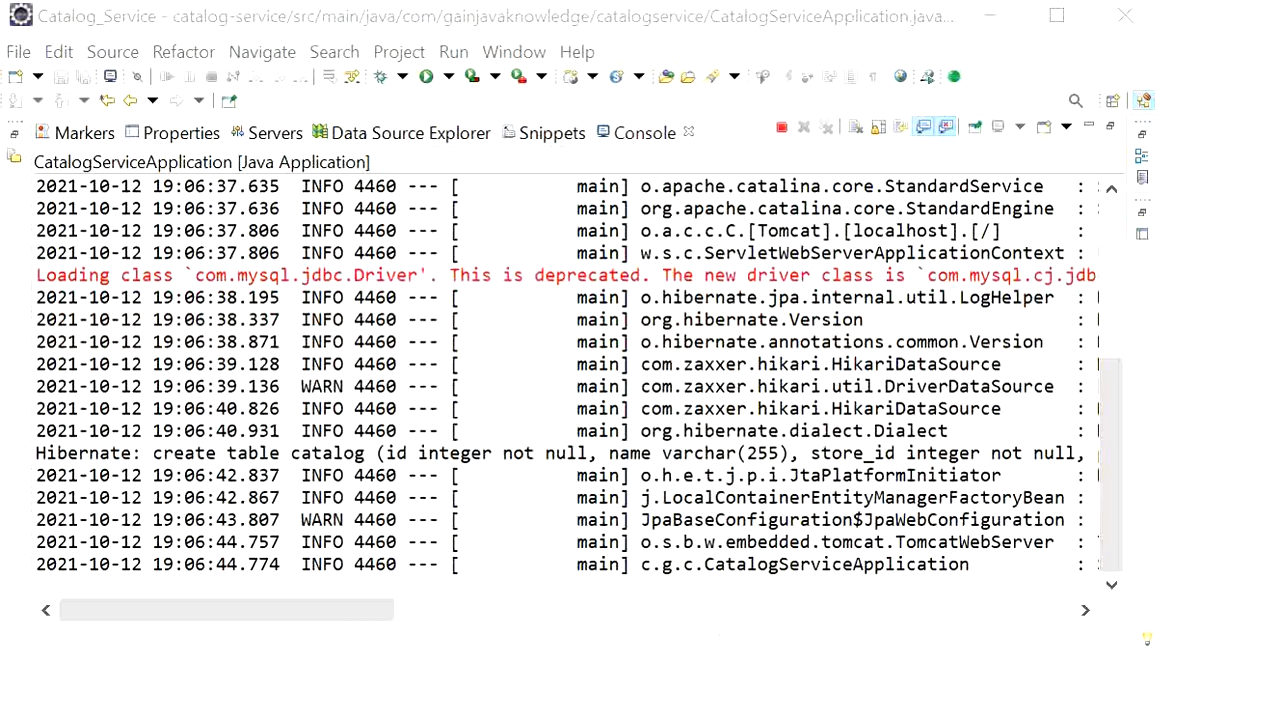 Catalog_Service - catalog-service/src/main/java/com/gainjavaknowledge/catalogservice/CatalogServiceApplication.java...
File Edit Source Refactor Navigate Search Project Run Window Help
Markers Properties Servers Data Source Explorer Snippets Console
CatalogServiceApplication [Java Application]
2021-10-12 19:06:37.635 INFO 4460 --- [ main] o.apache.catalina.core.StandardService :
2021-10-12 19:06:37.636 INFO 4460 --- [ main] org.apache.catalina.core.StandardEngine :
2021-10-12 19:06:37.806 INFO 4460 --- [ main] o.a.c.c.C.[Tomcat].[localhost].[/] :
2021-10-12 19:06:37.806 INFO 4460 --- [ main] w.s.c.ServletWebServerApplicationContext :
Loading class `com.mysql.jdbc.Driver'. This is deprecated. The new driver class is `com.mysql.cj.jdb
2021-10-12 19:06:38.195 INFO 4460 --- [ main] o.hibernate.jpa.internal.util.LogHelper :
2021-10-12 19:06:38.337 INFO 4460 --- [ main] org.hibernate.Version :
2021-10-12 19:06:38.871 INFO 4460 --- [ main] o.hibernate.annotations.common.Version :
2021-10-12 19:06:39.128 INFO 4460 --- [ main] com.zaxxer.hikari.HikariDataSource :
2021-10-12 19:06:39.136 WARN 4460 --- [ main] com.zaxxer.hikari.util.DriverDataSource :
2021-10-12 19:06:40.826 INFO 4460 --- [ main] com.zaxxer.hikari.HikariDataSource :
2021-10-12 19:06:40.931 INFO 4460 --- [ main] org.hibernate.dialect.Dialect :
Hibernate: create table catalog (id integer not null, name varchar(255), store_id integer not null,
2021-10-12 19:06:42.837 INFO 4460 --- [ main] o.h.e.t.j.p.i.JtaPlatformInitiator :
2021-10-12 19:06:42.867 INFO 4460 --- [ main] j.LocalContainerEntityManagerFactoryBean :
2021-10-12 19:06:43.807 WARN 4460 --- [ main] JpaBaseConfiguration$JpaWebConfiguration :
2021-10-12 19:06:44.757 INFO 4460 --- [ main] o.s.b.w.embedded.tomcat.TomcatWebServer :
2021-10-12 19:06:44.774 INFO 4460 --- [ main] c.g.c.CatalogServiceApplication :